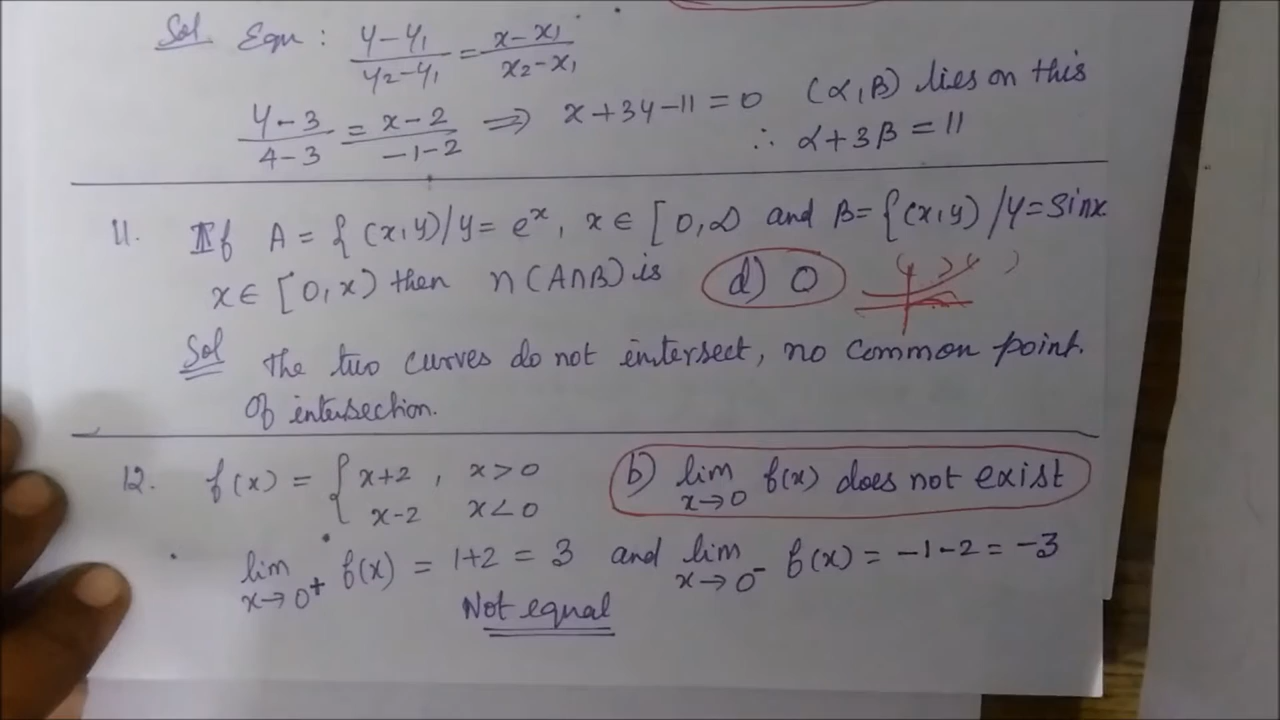 Sol Eqn : y-y₁/y₂-y₁ = x-x₁/x₂-x₁
y-3/4-3 = x-2/-1-2 ⇒ x+3y-11=0 (α,β) lies on this
∴ α+3β=11
11. If A = { (x,y)/y = eˣ, x ∈ [0,∞) and B = { (x,y) /y = sinx
x ∈ [0,x) then n(A∩B) is d) 0
Sol The two curves do not intersect, no common point.
Of intersection.
12. f(x) = { x+2, x>0 b) lim x→0 f(x) does not exist
x-2 x<0
lim x→0⁺ f(x) = 1+2 = 3 and lim x→0⁻ f(x) = -1-2 = -3
Not equal